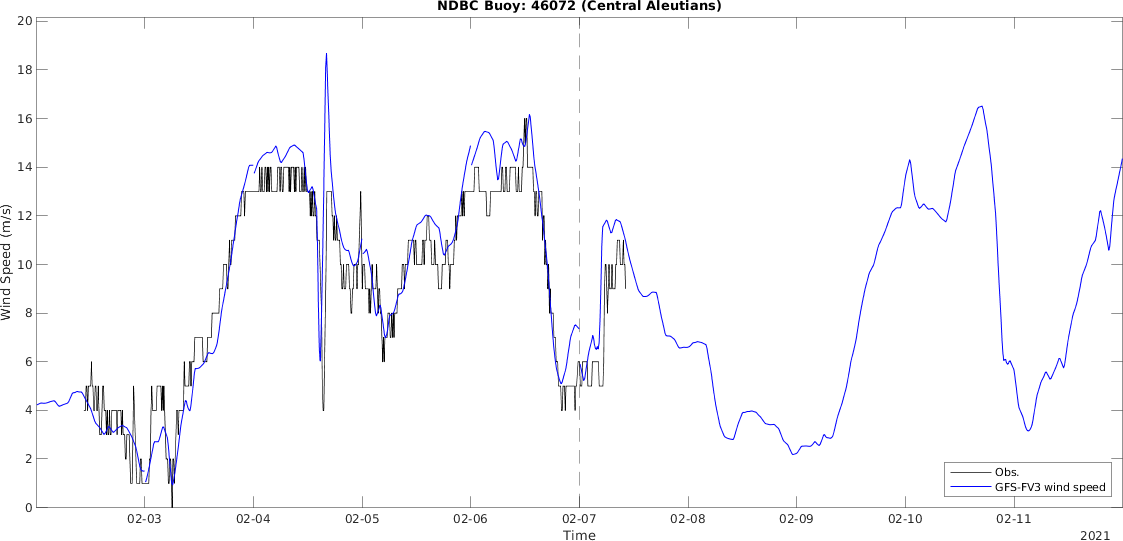 NDBC Buoy: 46072 (Central Aleutians)
20
18
16
14
12
10
8
6
4
2
0
Wind Speed (m/s)
Obs.
GFS-FV3 wind speed
02-03 02-04 02-05 02-06 02-07 02-08 02-09 02-10 02-11
Time
2021